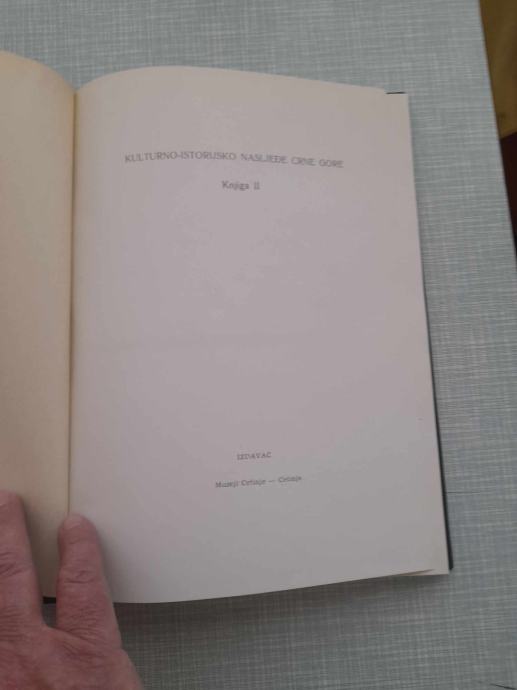 KULTURNO-ISTORIJSKO NASLJEĐE CRNE GORE
Knjiga II
IZDAVAČ
Muzeji Cetinje — Cetinje